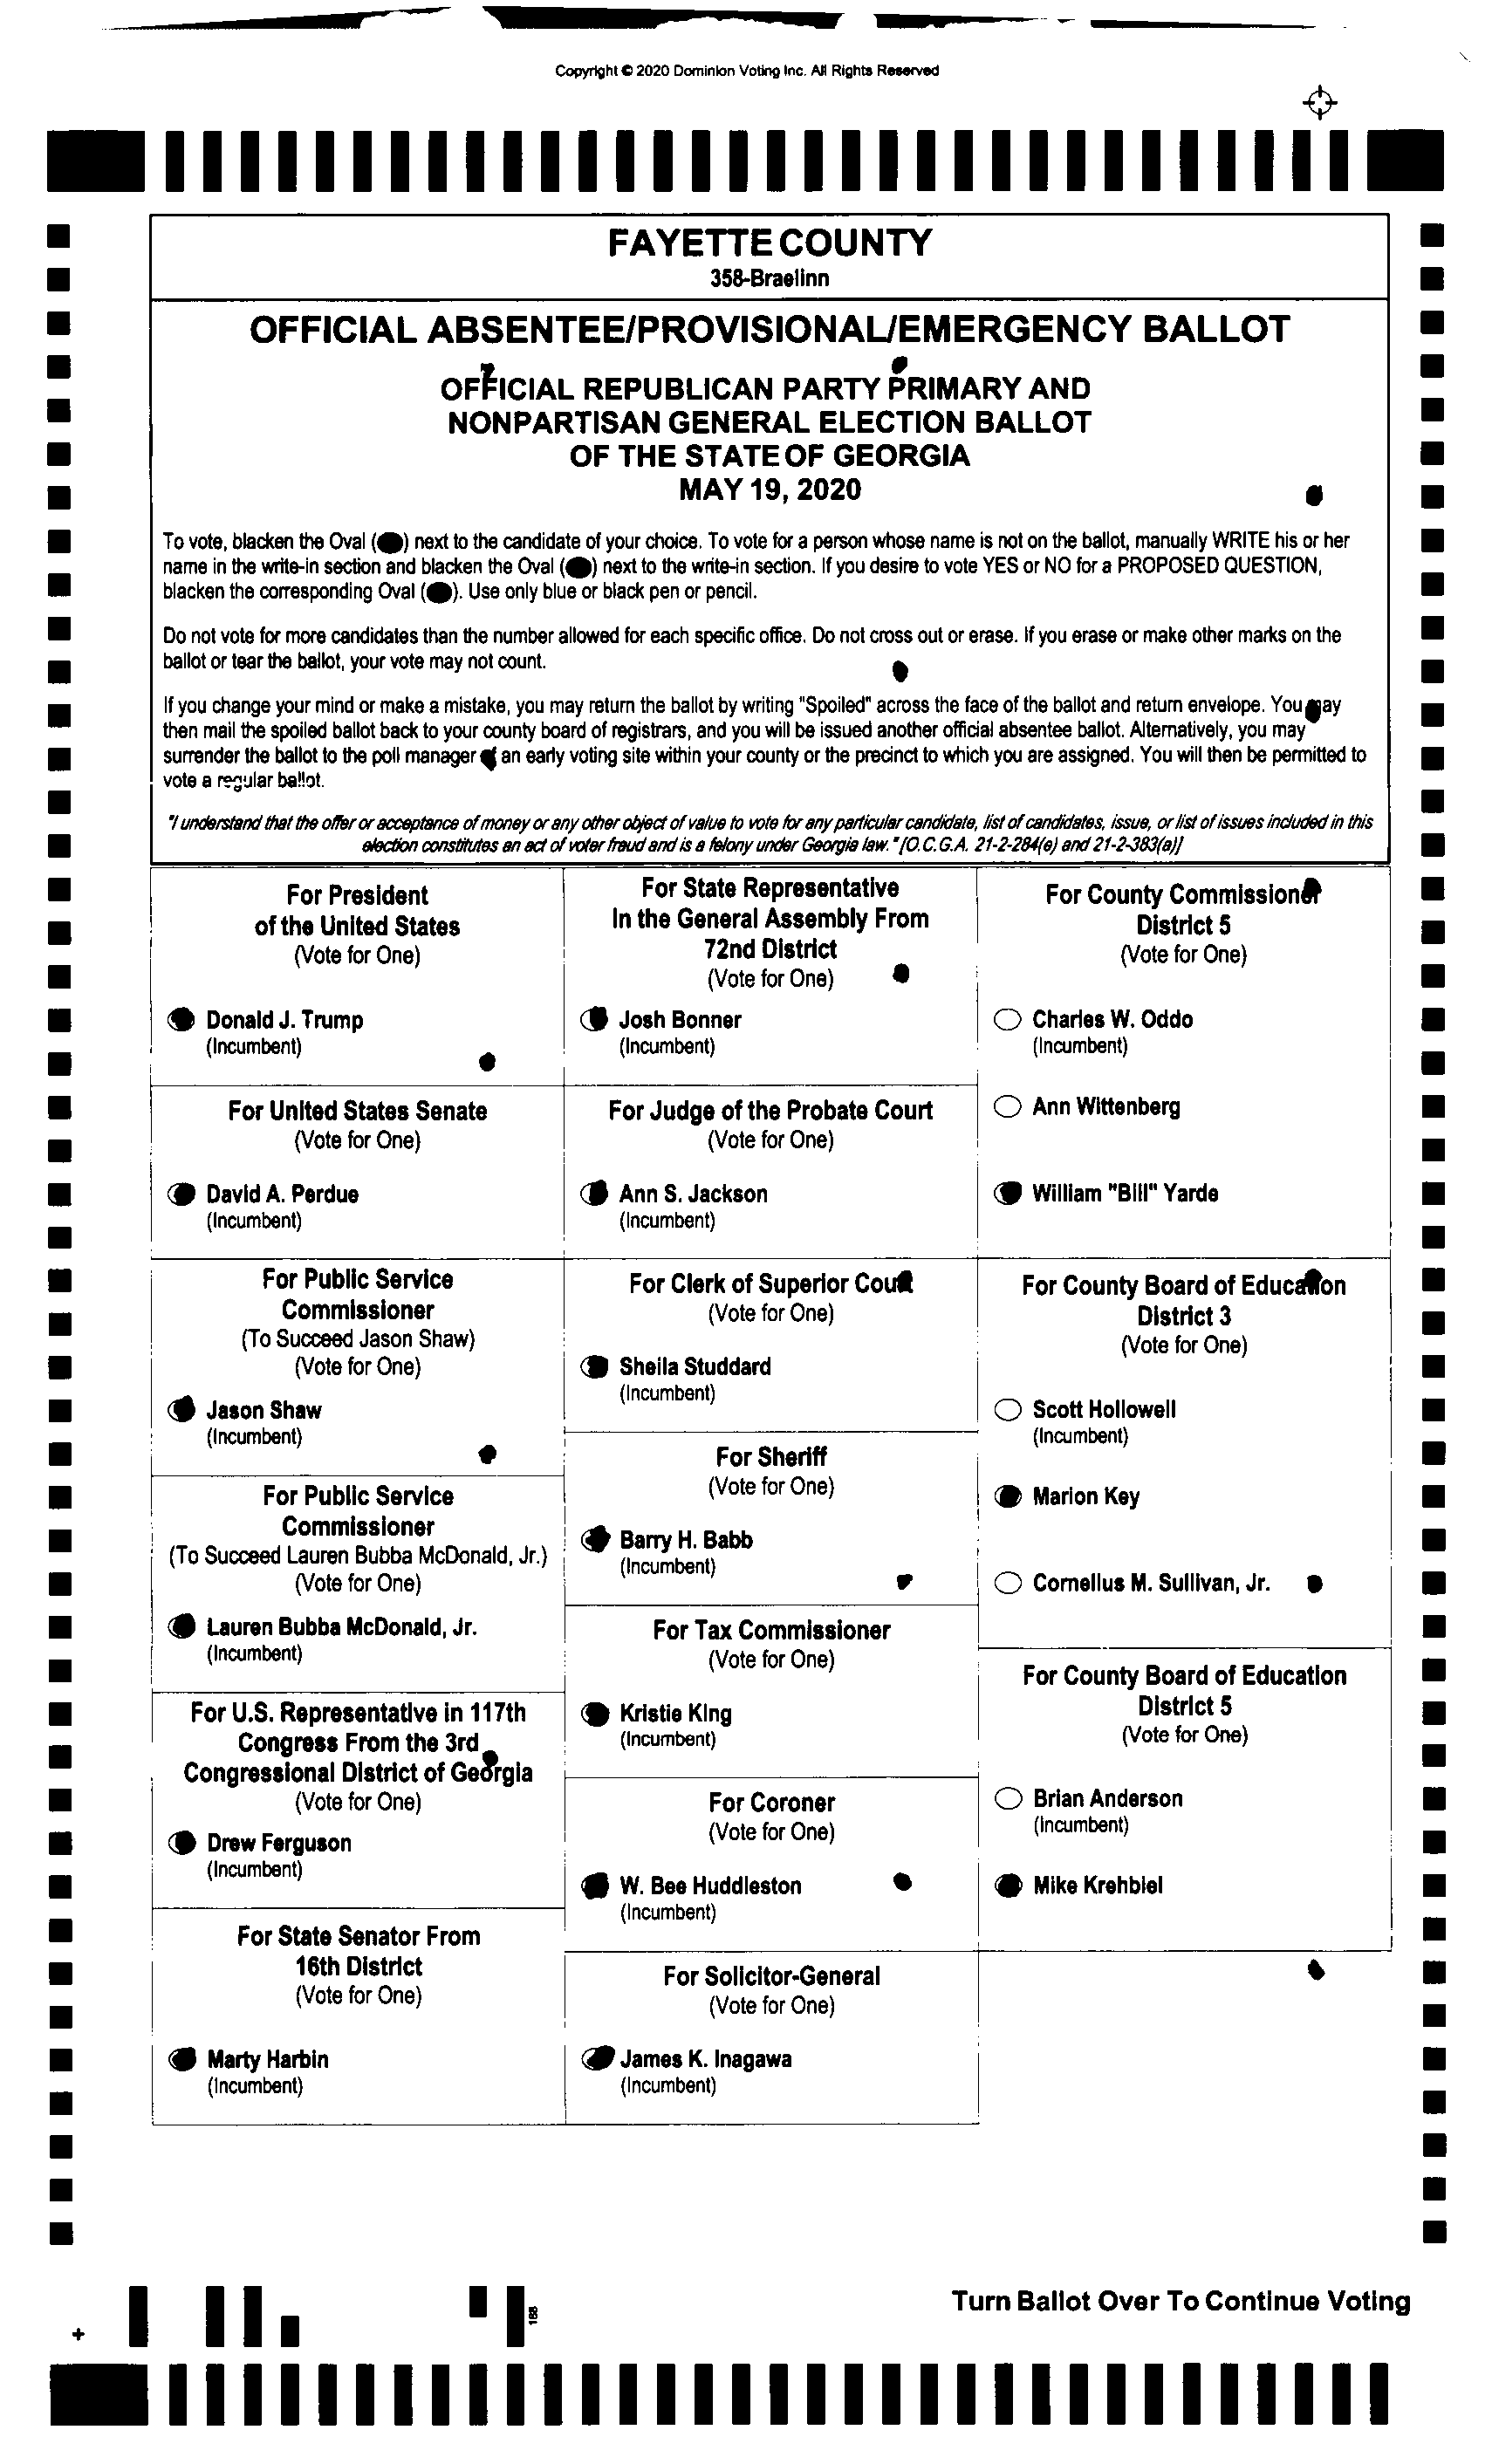 Copyright © 2020 Dominion Voting Inc. All Rights Reserved
FAYETTE COUNTY
358-Braelinn
OFFICIAL ABSENTEE/PROVISIONAL/EMERGENCY BALLOT
OFFICIAL REPUBLICAN PARTY PRIMARY AND
NONPARTISAN GENERAL ELECTION BALLOT
OF THE STATE OF GEORGIA
MAY 19, 2020
To vote, blacken the Oval ( ) next to the candidate of your choice. To vote for a person whose name is not on the ballot, manually WRITE his or her
name in the write-in section and blacken the Oval ( ) next to the write-in section. If you desire to vote YES or NO for a PROPOSED QUESTION,
blacken the corresponding Oval ( ). Use only blue or black pen or pencil.
Do not vote for more candidates than the number allowed for each specific office. Do not cross out or erase. If you erase or make other marks on the
ballot or tear the ballot, your vote may not count.
If you change your mind or make a mistake, you may return the ballot by writing "Spoiled" across the face of the ballot and return envelope. You may
then mail the spoiled ballot back to your county board of registrars, and you will be issued another official absentee ballot. Alternatively, you may
surrender the ballot to the poll manager an early voting site within your county or the precinct to which you are assigned. You will then be permitted to
vote a regular ballot.
"I understand that the offer or acceptance of money or any other object of value to vote for any particular candidate, list of candidates, issue, or list of issues included in this
election constitutes an act of voter fraud and is a felony under Georgia law." [O.C.G.A. 21-2-284(e) and 21-2-383(a)]
For President
of the United States
(Vote for One)
Donald J. Trump
(Incumbent)
For United States Senate
(Vote for One)
David A. Perdue
(Incumbent)
For Public Service
Commissioner
(To Succeed Jason Shaw)
(Vote for One)
Jason Shaw
(Incumbent)
For Public Service
Commissioner
(To Succeed Lauren Bubba McDonald, Jr.)
(Vote for One)
Lauren Bubba McDonald, Jr.
(Incumbent)
For U.S. Representative in 117th
Congress From the 3rd
Congressional District of Georgia
(Vote for One)
Drew Ferguson
(Incumbent)
For State Senator From
16th District
(Vote for One)
Marty Harbin
(Incumbent)
For State Representative
In the General Assembly From
72nd District
(Vote for One)
Josh Bonner
(Incumbent)
For Judge of the Probate Court
(Vote for One)
Ann S. Jackson
(Incumbent)
For Clerk of Superior Court
(Vote for One)
Sheila Studdard
(Incumbent)
For Sheriff
(Vote for One)
Barry H. Babb
(Incumbent)
For Tax Commissioner
(Vote for One)
Kristie King
(Incumbent)
For Coroner
(Vote for One)
W. Bee Huddleston
(Incumbent)
For Solicitor-General
(Vote for One)
James K. Inagawa
(Incumbent)
For County Commissioner
District 5
(Vote for One)
Charles W. Oddo
(Incumbent)
Ann Wittenberg
William "Bill" Yarde
For County Board of Education
District 3
(Vote for One)
Scott Hollowell
(Incumbent)
Marion Key
Cornelius M. Sullivan, Jr.
For County Board of Education
District 5
(Vote for One)
Brian Anderson
(Incumbent)
Mike Krehbiel
188
Turn Ballot Over To Continue Voting